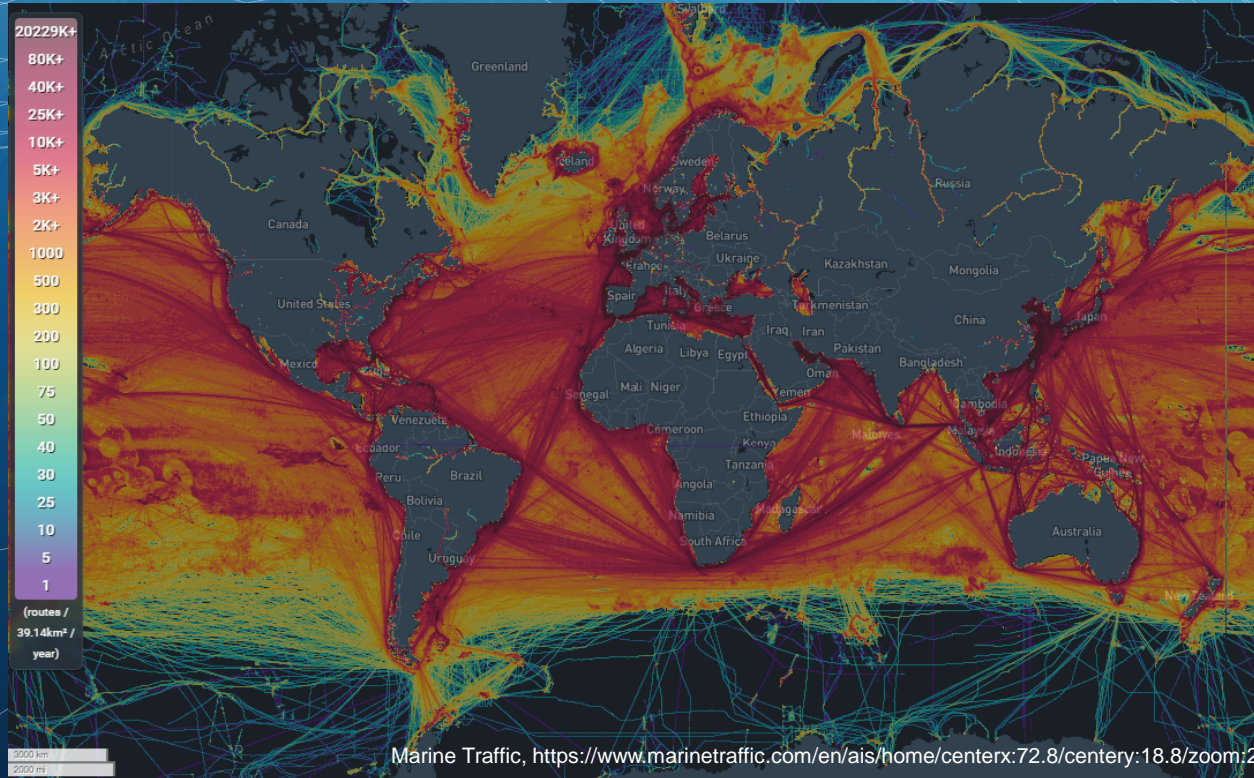 20229K+
80K+
40K+
25K+
10K+
5K+
3K+
2K+
1000
500
300
200
100
75
50
40
30
25
10
5
1
(routes /
39.14km² /
year)
3000 km
2000 mi
Arctic Ocean
(Svalbard
Greenland
Iceland
Sweden
Norway
Russia
Canada
United
Kingdom
Belarus
Ukraine
France
Kazakhstan
Mongolia
United States
Spain
Italy
Greece
Turkmenistan
Tunisia
Iraq
Iran
China
Japan
Algeria
Libya
Egypt
Pakistan
Bangladesh
Mexico
Oman
Mali
Niger
Senegal
Yemen
Cambodia
Venezuela
Cameroon
Ethiopia
Maldives
Malaysia
Ecuador
Kenya
Indonesia
Papua New
Guinea
Peru
Brazil
Tanzania
Angola
Bolivia
Namibia
Madagascar
Australia
Chile
South Africa
Uruguay
New Zealand
Marine Traffic, https://www.marinetraffic.com/en/ais/home/centerx:72.8/centery:18.8/zoom:2